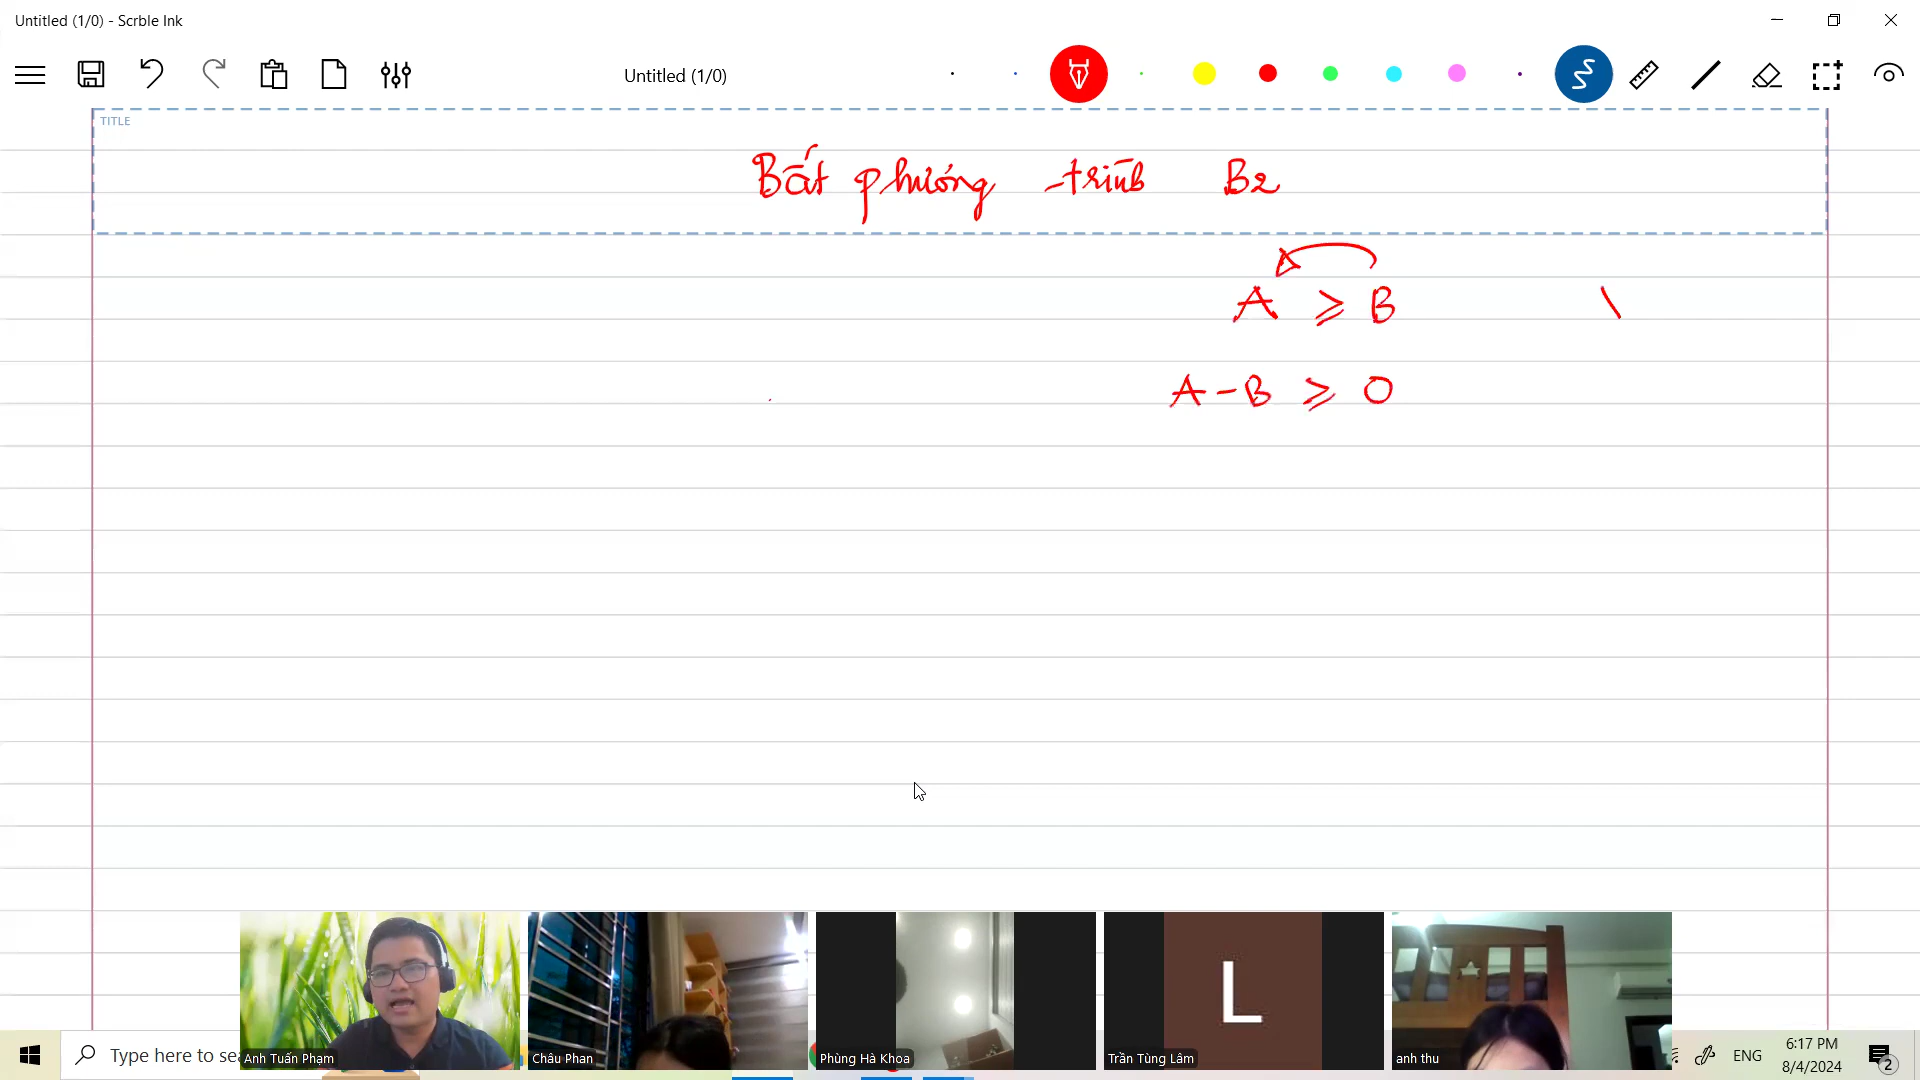 Untitled (1/0) - Scrble Ink
Untitled (1/0)
TITLE
Bất phương trình B2
A ⩾ B
A - B ⩾ 0
L
Anh Tuấn Phạm
Châu Phan
Phùng Hà Khoa
Trần Tùng Lâm
anh thu
Type here to se
ENG
6:17 PM
8/4/2024
2